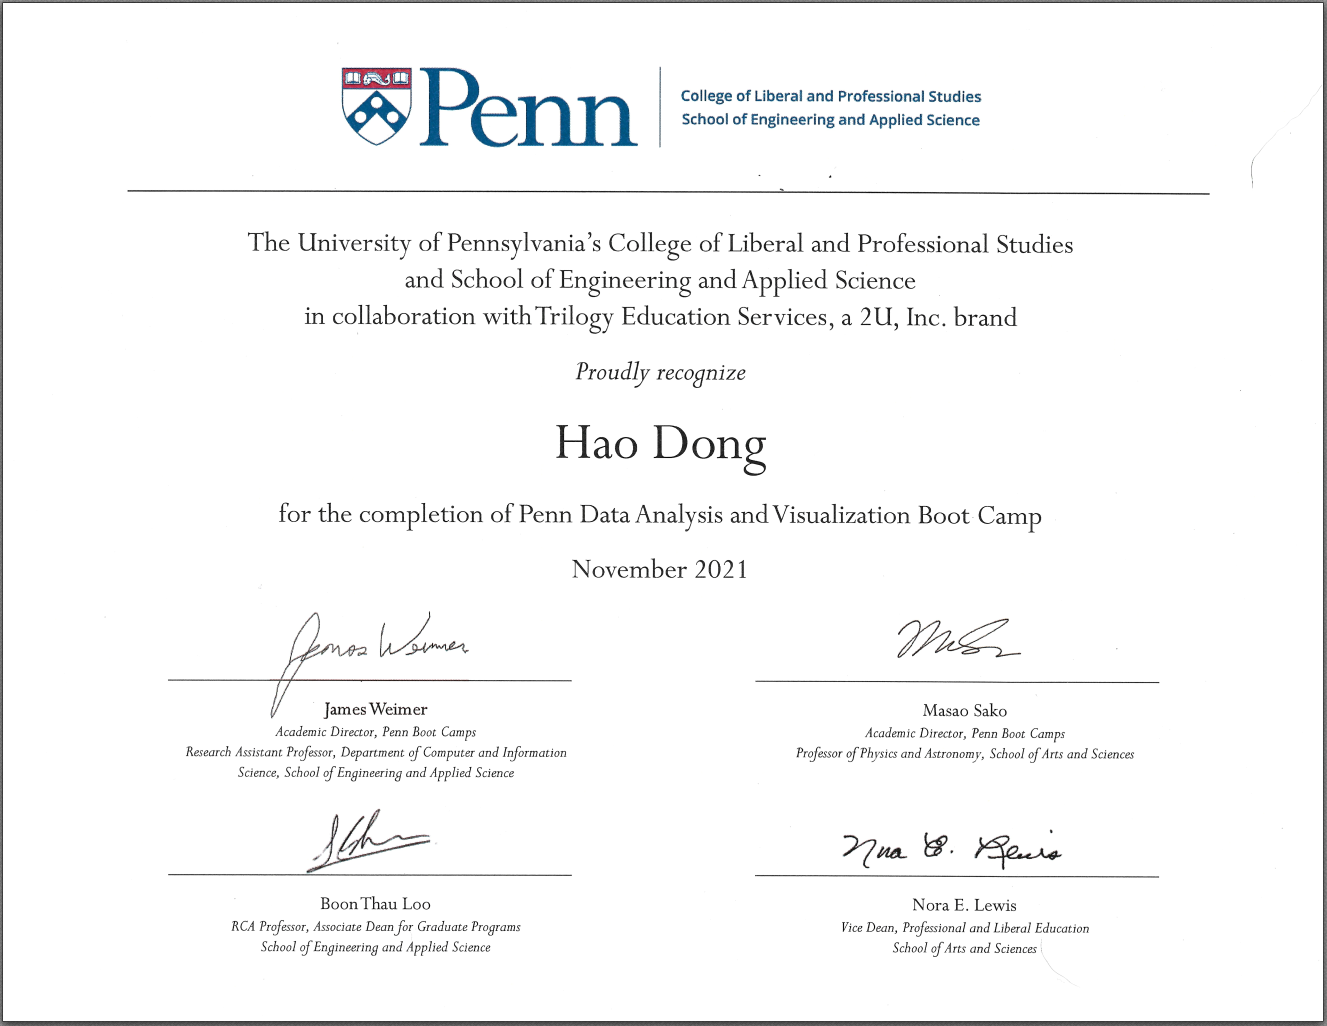 Penn
College of Liberal and Professional Studies
School of Engineering and Applied Science
The University of Pennsylvania's College of Liberal and Professional Studies
and School of Engineering and Applied Science
in collaboration with Trilogy Education Services, a 2U, Inc. brand
Proudly recognize
Hao Dong
for the completion of Penn Data Analysis and Visualization Boot Camp
November 2021
James Weimer
James Weimer
Academic Director, Penn Boot Camps
Research Assistant Professor, Department of Computer and Information
Science, School of Engineering and Applied Science
Masao Sako
Academic Director, Penn Boot Camps
Professor of Physics and Astronomy, School of Arts and Sciences
Boon Thau Loo
RCA Professor, Associate Dean for Graduate Programs
School of Engineering and Applied Science
Nora E. Lewis
Nora E. Lewis
Vice Dean, Professional and Liberal Education
School of Arts and Sciences